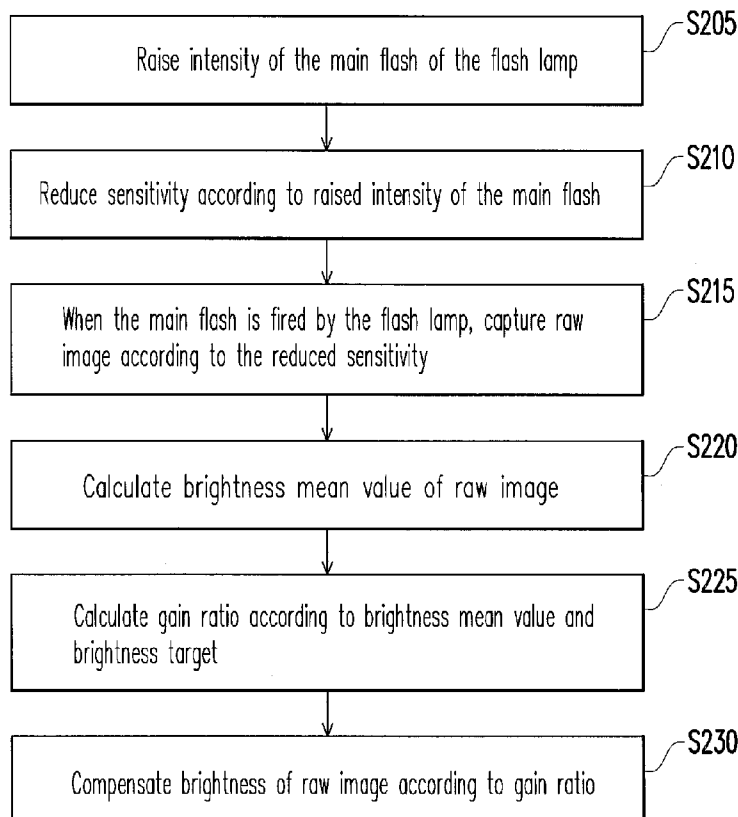 S205
Raise intensity of the main flash of the flash lamp
S210
Reduce sensitivity according to raised intensity of the main flash
S215
When the main flash is fired by the flash lamp, capture raw
image according to the reduced sensitivity
S220
Calculate brightness mean value of raw image
S225
Calculate gain ratio according to brightness mean value and
brightness target
S230
Compensate brightness of raw image according to gain ratio